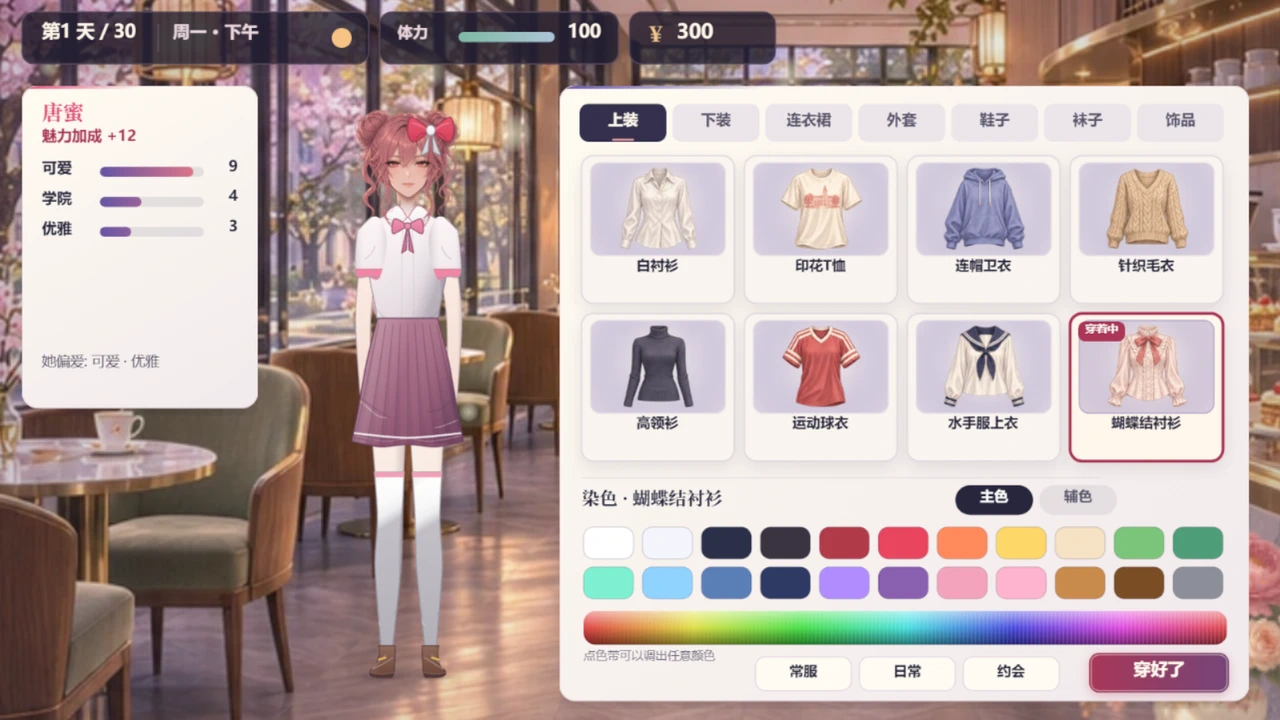 第1 天 / 30
周一 · 下午
体力
100
¥ 300
唐蜜
魅力加成 +12
可爱 9
学院 4
优雅 3
她偏爱: 可爱 · 优雅
上装
下装
连衣裙
外套
鞋子
袜子
饰品
白衬衫
印花T恤
连帽卫衣
针织毛衣
穿着中
高领衫
运动球衣
水手服上衣
蝴蝶结衬衫
染色 · 蝴蝶结衬衫
主色
辅色
点色带可以调出任意颜色
常服
日常
约会
穿好了